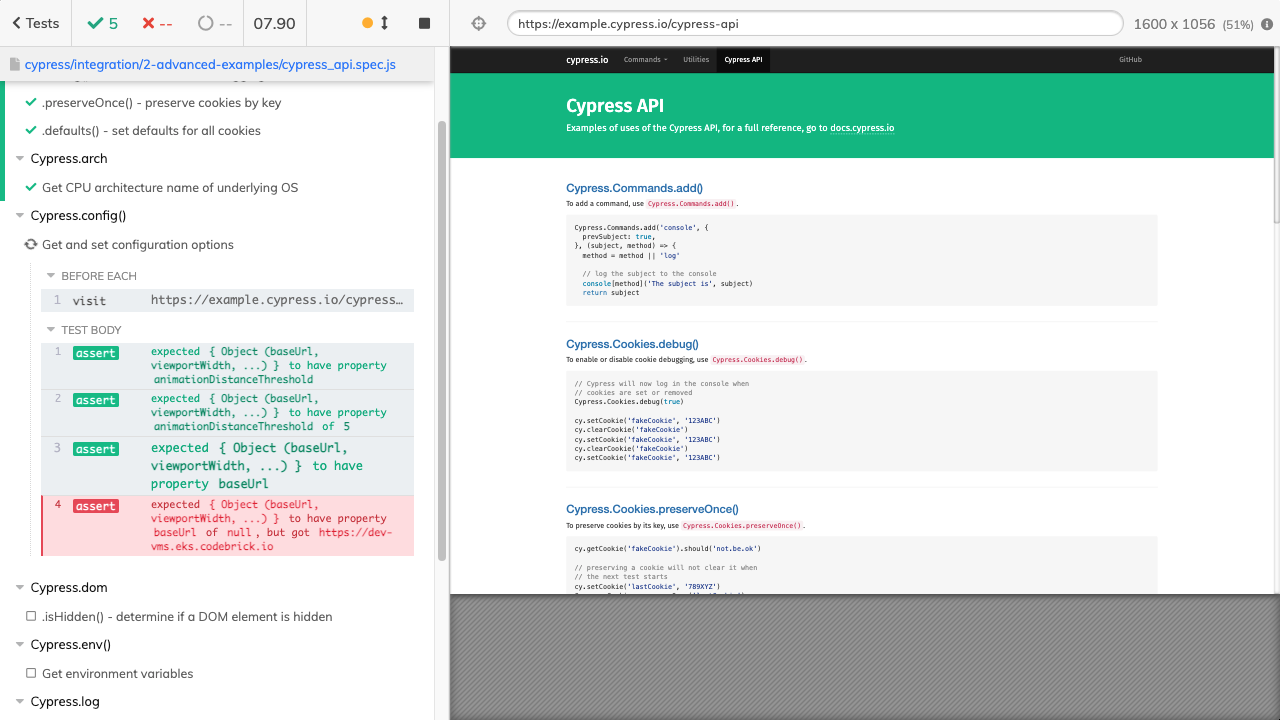 Tests
5
--
--
07.90
https://example.cypress.io/cypress-api
1600 x 1056 (51%)
cypress/integration/2-advanced-examples/cypress_api.spec.js
.preserveOnce() - preserve cookies by key
.defaults() - set defaults for all cookies
Cypress.arch
Get CPU architecture name of underlying OS
Cypress.config()
Get and set configuration options
BEFORE EACH
1 visit https://example.cypress.io/cypress…
TEST BODY
1 assert expected { Object (baseUrl,
viewportWidth, ...) } to have property
animationDistanceThreshold
2 assert expected { Object (baseUrl,
viewportWidth, ...) } to have property
animationDistanceThreshold of 5
3 assert expected { Object (baseUrl,
viewportWidth, ...) } to have
property baseUrl
4 assert expected { Object (baseUrl,
viewportWidth, ...) } to have property
baseUrl of null, but got https://dev-
vms.eks.codebrick.io
Cypress.dom
.isHidden() - determine if a DOM element is hidden
Cypress.env()
Get environment variables
Cypress.log
cypress.io
Commands
Utilities
Cypress API
GitHub
Cypress API
Examples of uses of the Cypress API, for a full reference, go to docs.cypress.io
Cypress.Commands.add()
To add a command, use Cypress.Commands.add().
Cypress.Commands.add('console', {
prevSubject: true,
}, (subject, method) => {
method = method || 'log'
// log the subject to the console
console[method]('The subject is', subject)
return subject
Cypress.Cookies.debug()
To enable or disable cookie debugging, use Cypress.Cookies.debug().
// Cypress will now log in the console when
// cookies are set or removed
Cypress.Cookies.debug(true)
cy.setCookie('fakeCookie', '123ABC')
cy.clearCookie('fakeCookie')
cy.setCookie('fakeCookie', '123ABC')
cy.clearCookie('fakeCookie')
cy.setCookie('fakeCookie', '123ABC')
Cypress.Cookies.preserveOnce()
To preserve cookies by its key, use Cypress.Cookies.preserveOnce().
cy.getCookie('fakeCookie').should('not.be.ok')
// preserving a cookie will not clear it when
// the next test starts
cy.setCookie('lastCookie', '789XYZ')